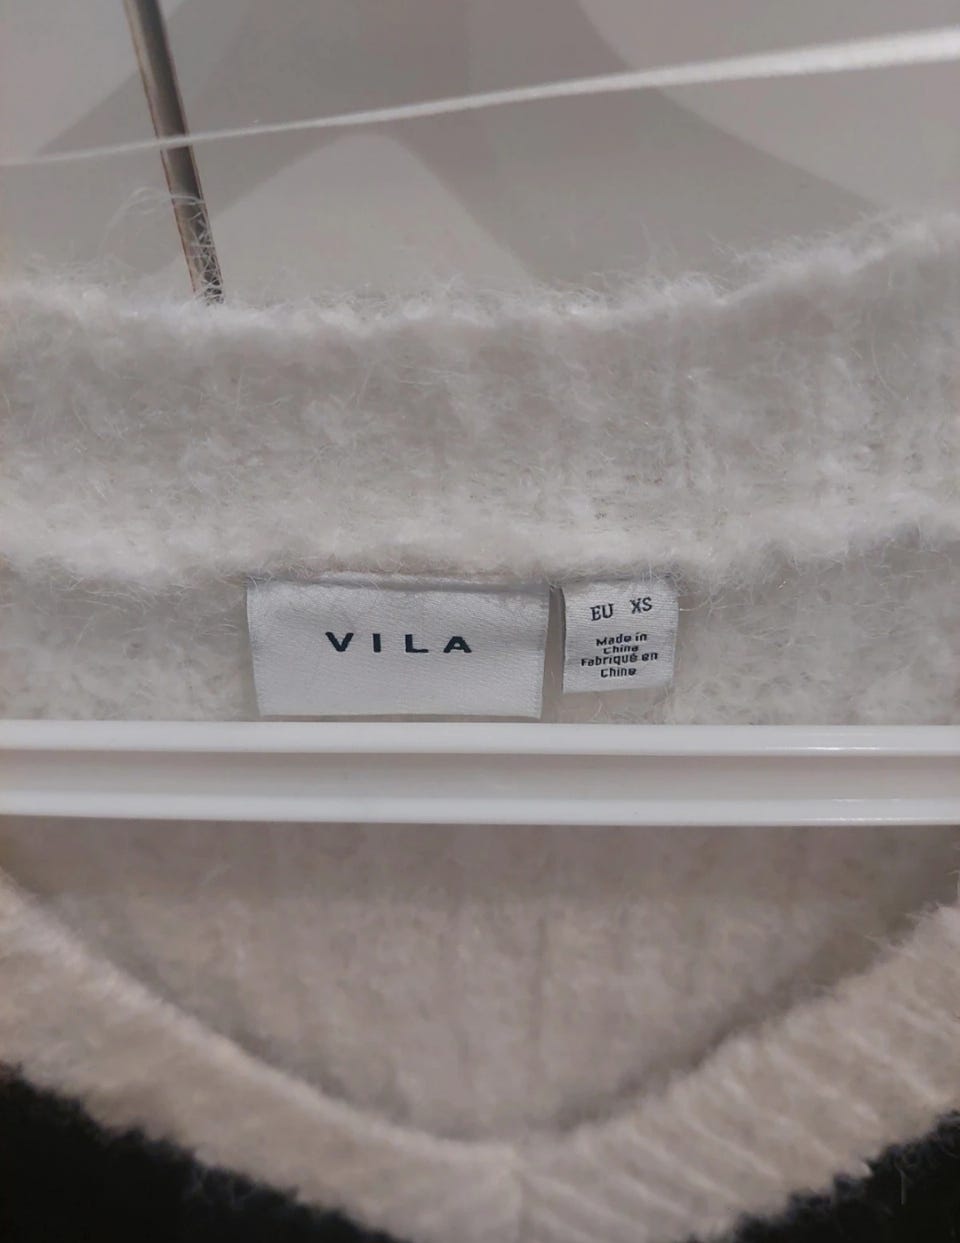 VILA
EU XS
Made in
China
Fabriqué en
Chine